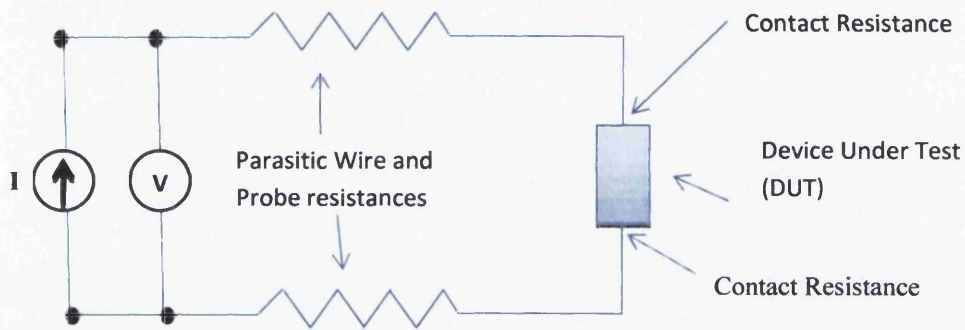 Contact Resistance
I
V
Parasitic Wire and
Probe resistances
Device Under Test
(DUT)
Contact Resistance